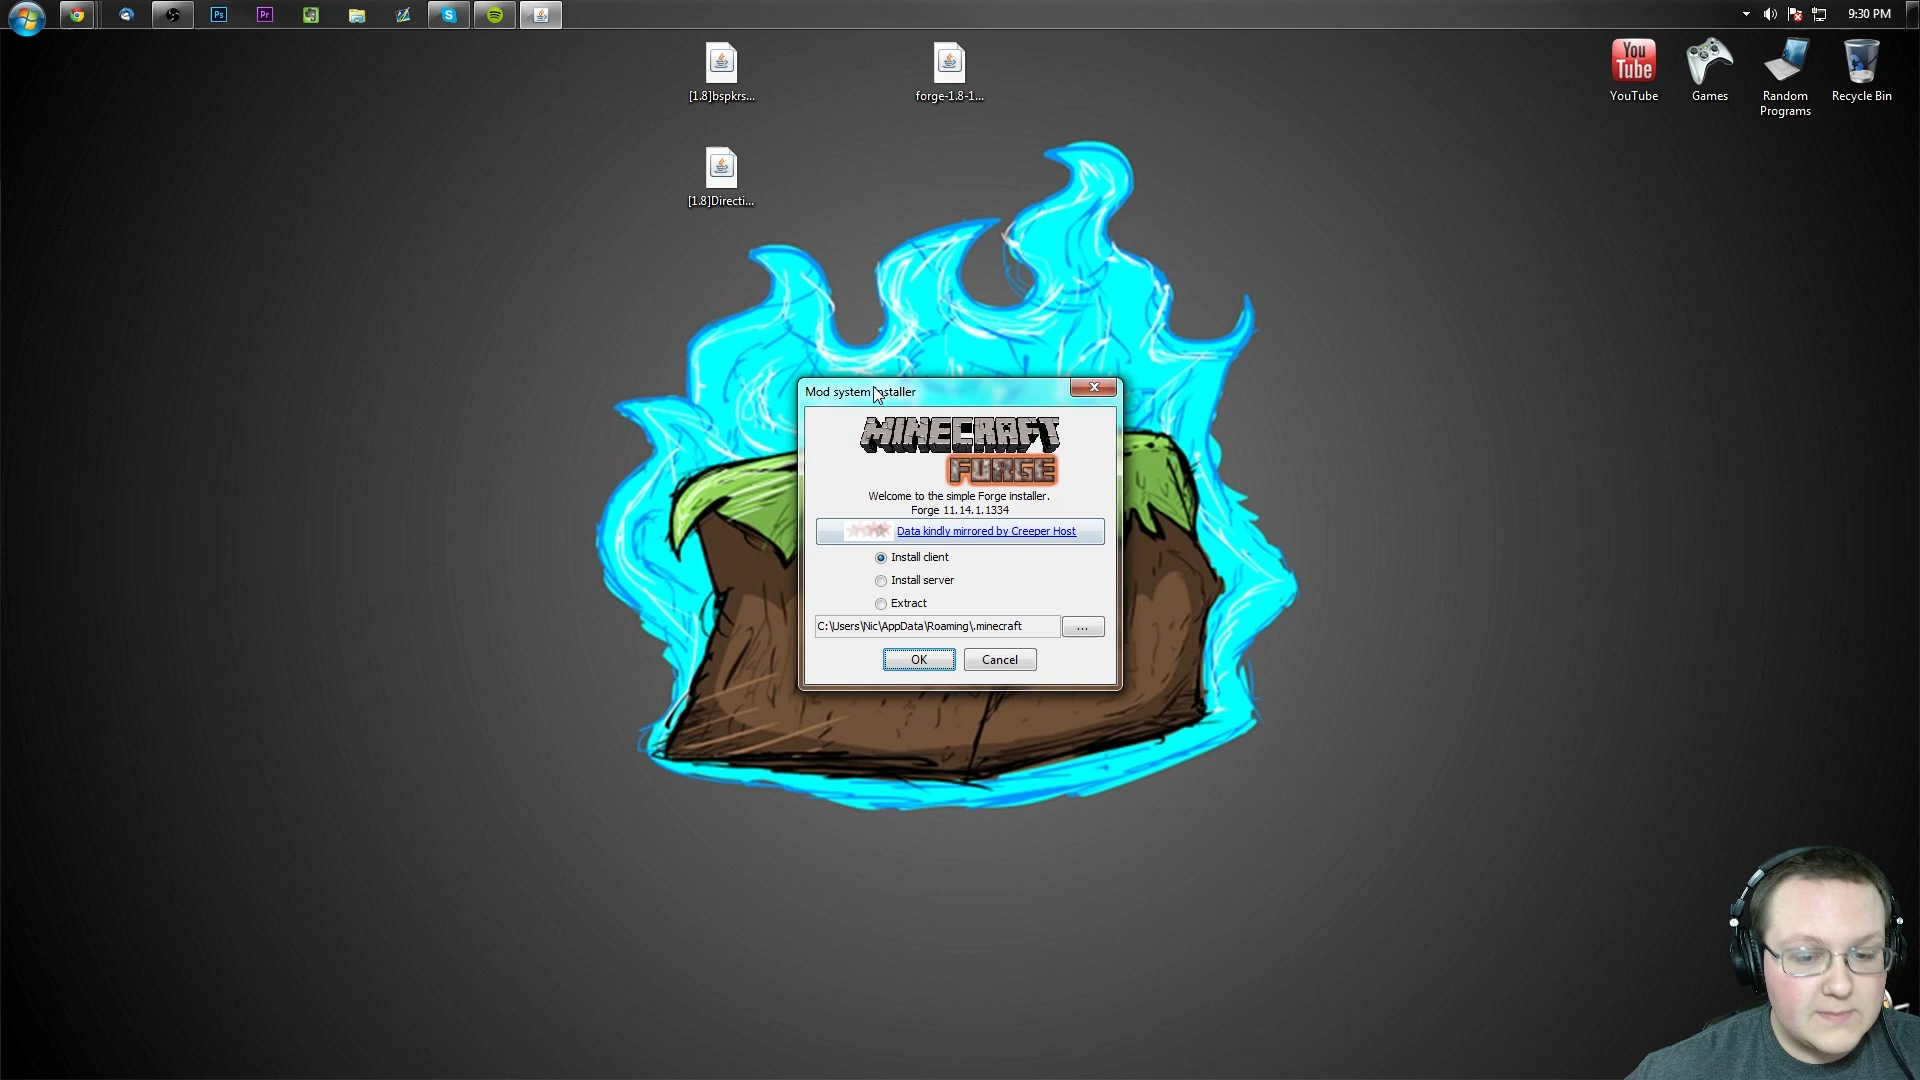 Ps
Pr
9:30 PM
[1.8]bspkrs...
forge-1.8-1...
You
Tube
YouTube
Games
Random
Programs
Recycle Bin
[1.8]Directi...
Mod system installer
MINECRAFT
FORGE
Welcome to the simple Forge installer.
Forge 11.14.1.1334
Data kindly mirrored by Creeper Host
Install client
Install server
Extract
C:\Users\Nic\AppData\Roaming\.minecraft
...
OK
Cancel